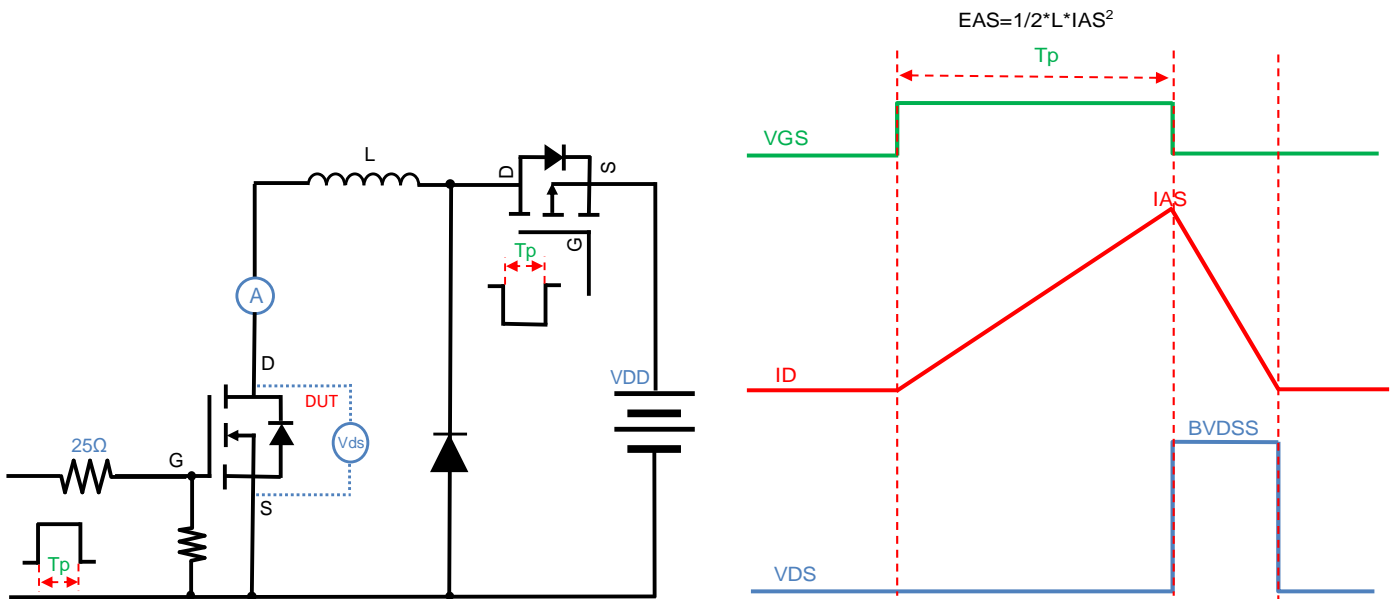 EAS=1/2*L*IAS²
Tp
VGS
L
D
S
G
Tp
IAS
A
D
VDD
ID
DUT
25Ω
G
Vds
BVDSS
S
Tp
VDS